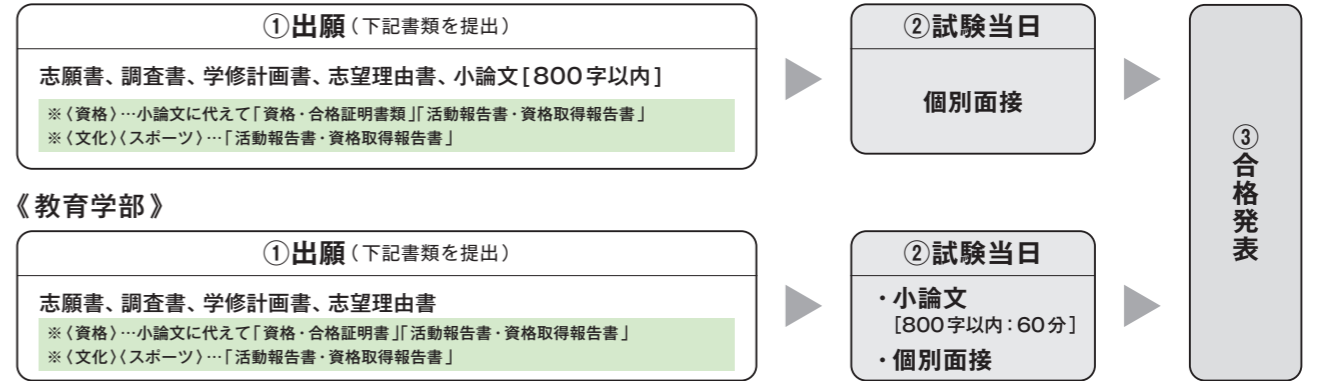 ①出願（下記書類を提出）
志願書、調査書、学修計画書、志望理由書、小論文[800字以内]
※〈資格〉…小論文に代えて「資格・合格証明書類」「活動報告書・資格取得報告書」
※〈文化〉〈スポーツ〉…「活動報告書・資格取得報告書」
②試験当日
個別面接
③合格発表
《教育学部》
①出願（下記書類を提出）
志願書、調査書、学修計画書、志望理由書
※〈資格〉…小論文に代えて「資格・合格証明書」「活動報告書・資格取得報告書」
※〈文化〉〈スポーツ〉…「活動報告書・資格取得報告書」
②試験当日
・小論文
[800字以内：60分]
・個別面接